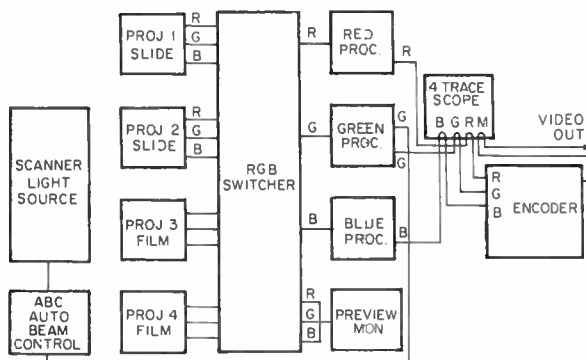 PROJ 1
SLIDE
R
G
B
PROJ 2
SLIDE
R
G
B
PROJ 3
FILM
PROJ 4
FILM
SCANNER
LIGHT
SOURCE
ABC
AUTO
BEAM
CONTROL
RGB
SWITCHER
R
RED
PROC.
R
G
GREEN
PROC.
G
G
B
BLUE
PROC.
B
R
G
B
PREVIEW
MON
4 TRACE
SCOPE
B G R M
VIDEO
OUT
R
G
B
ENCODER